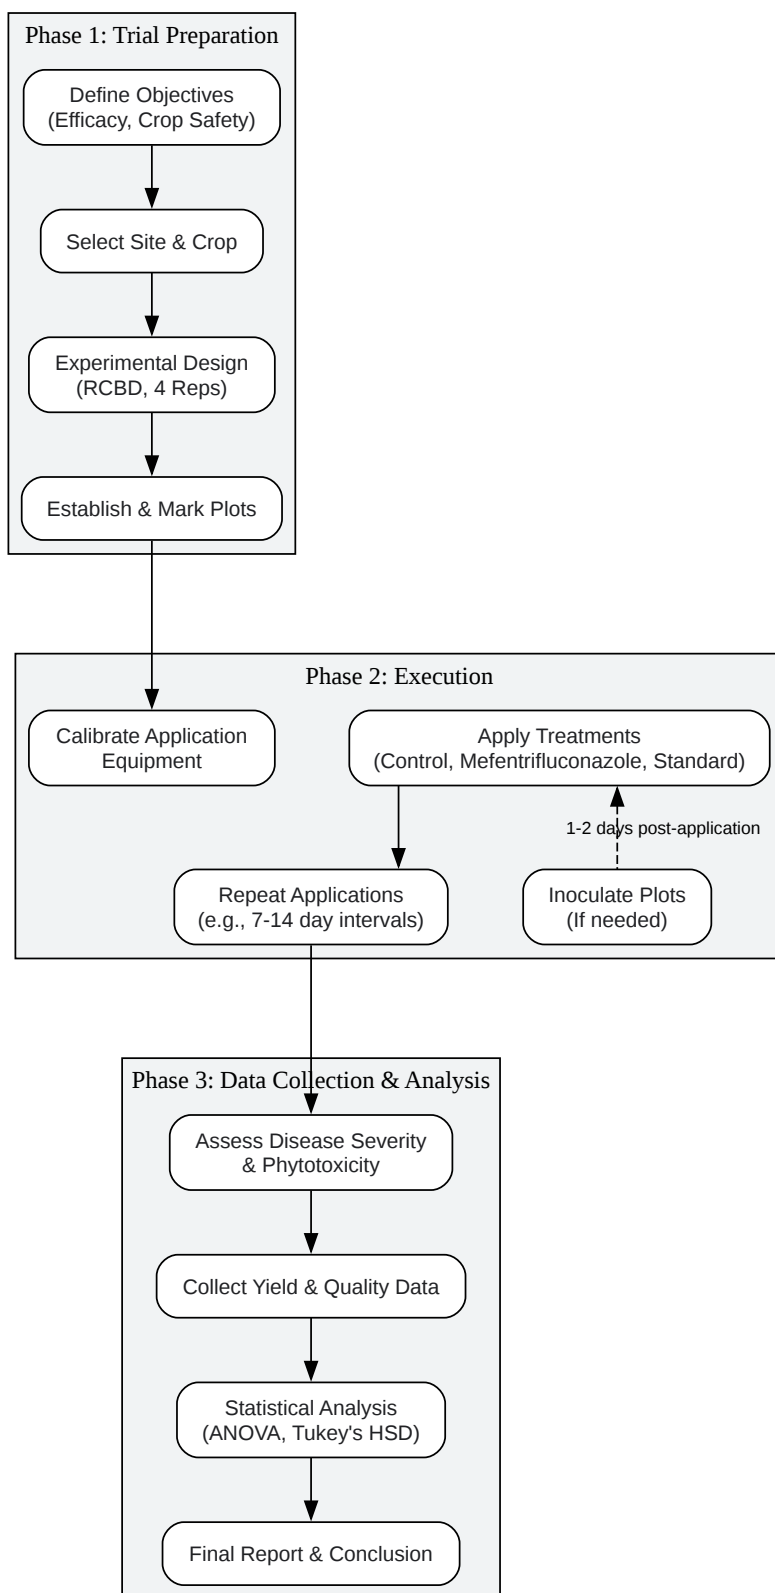 Phase 1: Trial Preparation
Define Objectives
(Efficacy, Crop Safety)
Select Site & Crop
Experimental Design
(RCBD, 4 Reps)
Establish & Mark Plots
Phase 2: Execution
Calibrate Application
Equipment
Apply Treatments
(Control, Mefentrifluconazole, Standard)
1-2 days post-application
Repeat Applications
(e.g., 7-14 day intervals)
Inoculate Plots
(If needed)
Phase 3: Data Collection & Analysis
Assess Disease Severity
& Phytotoxicity
Collect Yield & Quality Data
Statistical Analysis
(ANOVA, Tukey's HSD)
Final Report & Conclusion